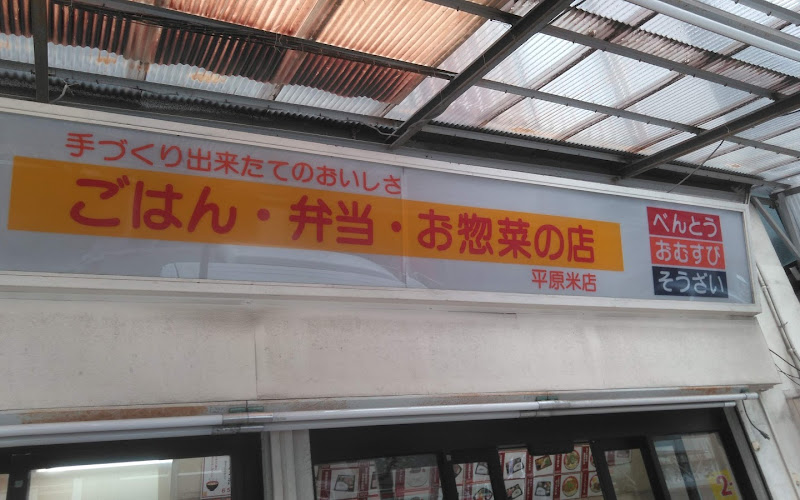 手づくり出来たてのおいしさ
ごはん・弁当・お惣菜の店
平原米店
べんとう
おむすび
そうざい